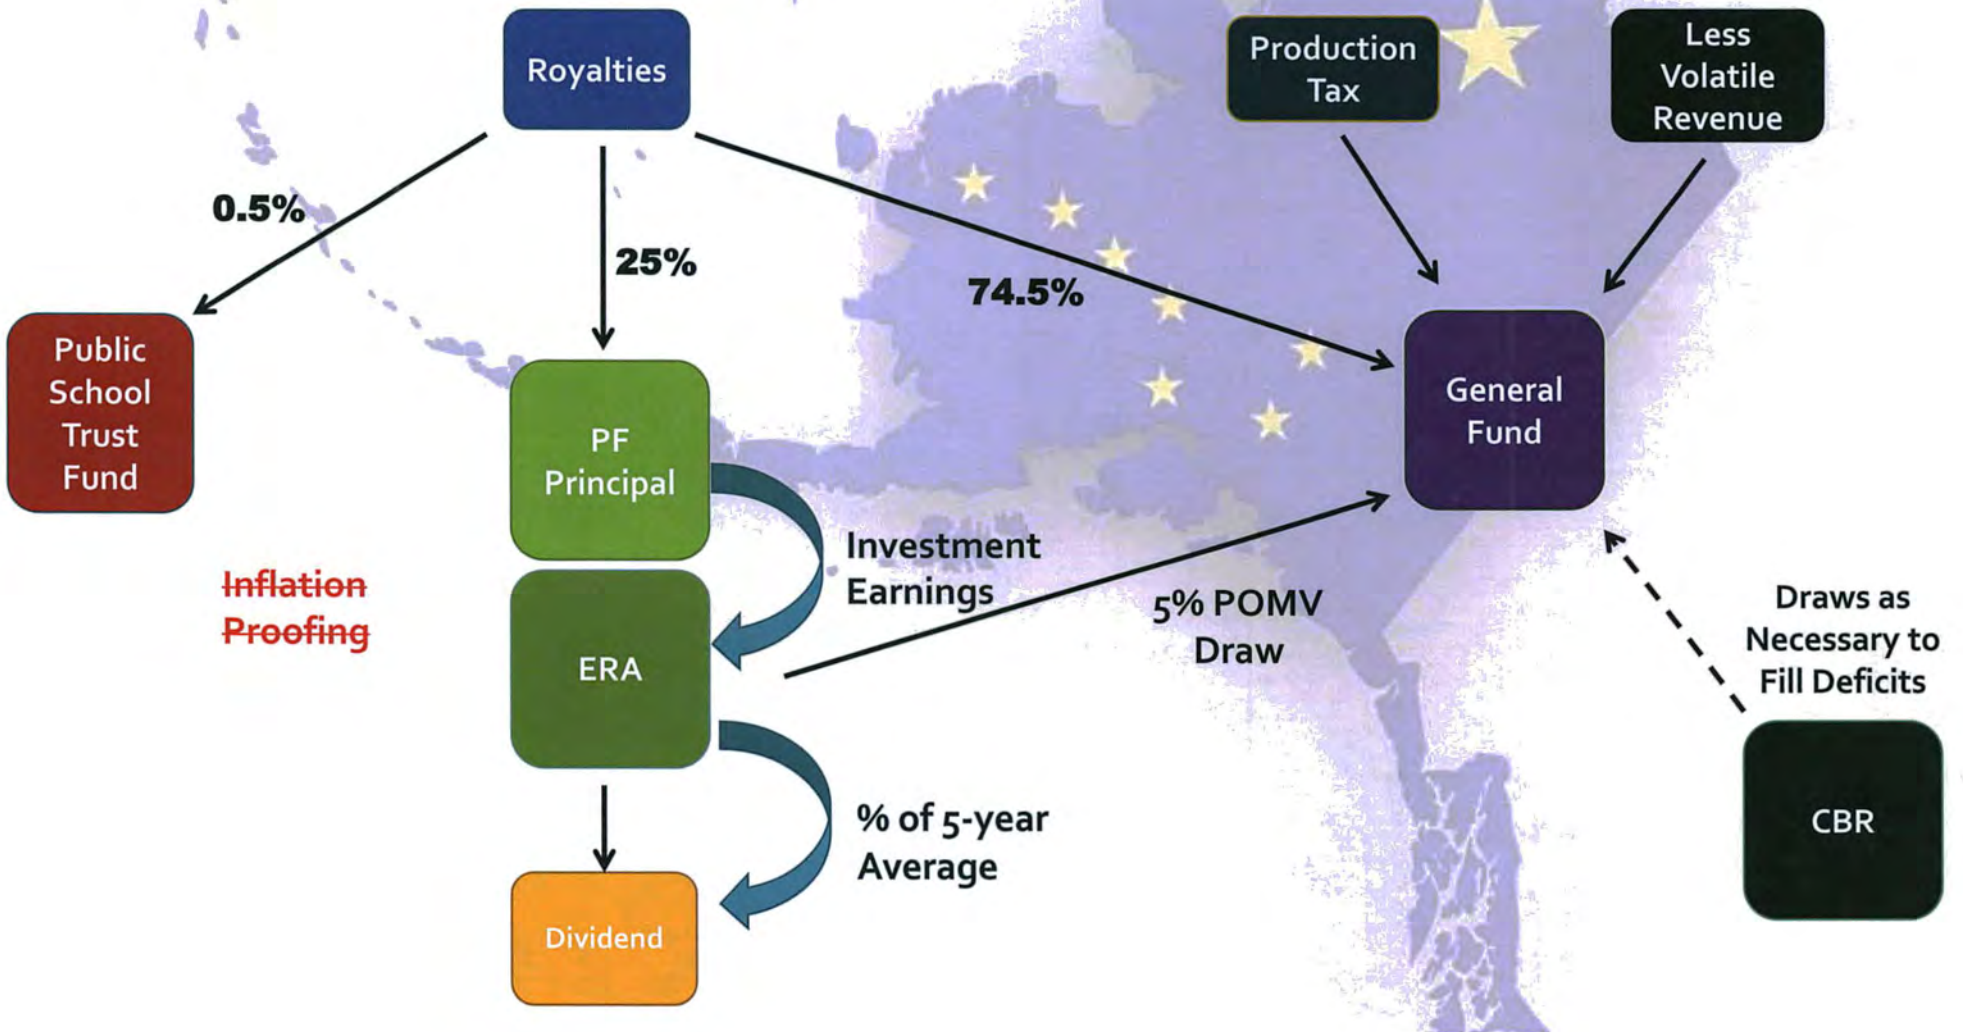 Royalties
Production
Tax
Less
Volatile
Revenue
0.5%
25%
74.5%
Public
School
Trust
Fund
PF
Principal
General
Fund
Inflation
Proofing
Investment
Earnings
ERA
5% POMV
Draw
Draws as
Necessary to
Fill Deficits
CBR
% of 5-year
Average
Dividend